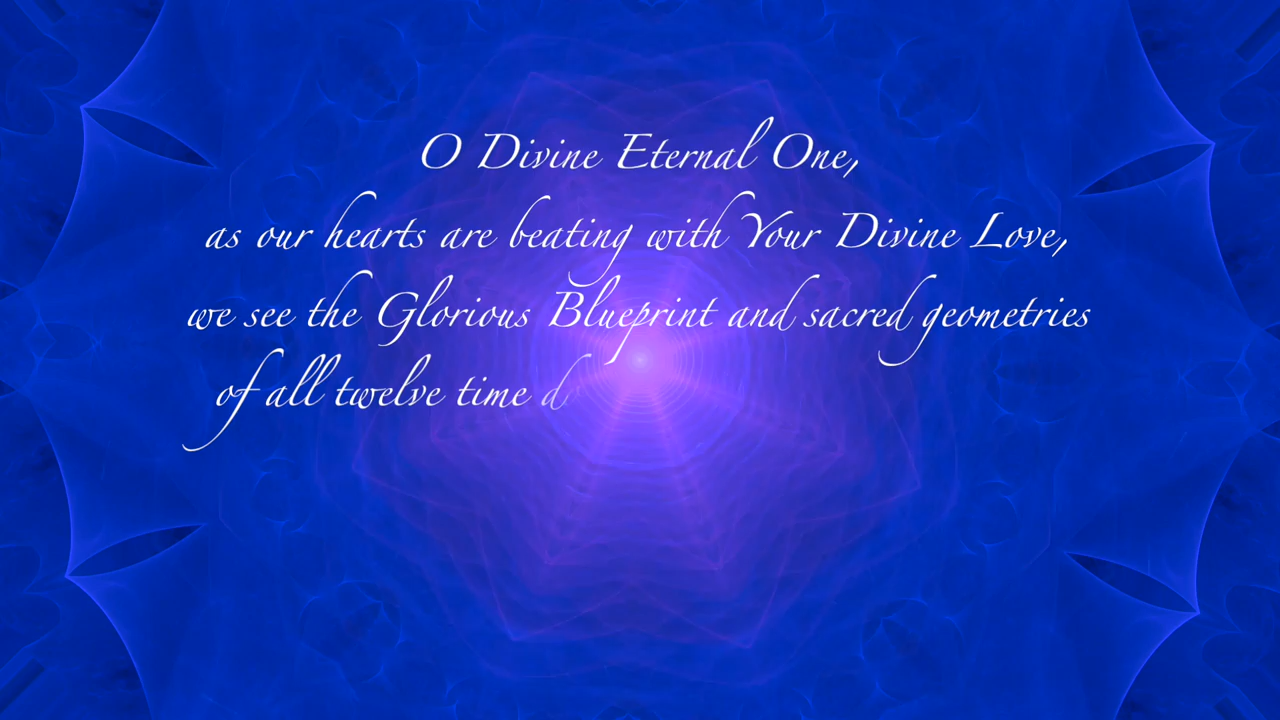 O Divine Eternal One,
as our hearts are beating with Your Divine Love,
we see the Glorious Blueprint and sacred geometries
of all twelve time